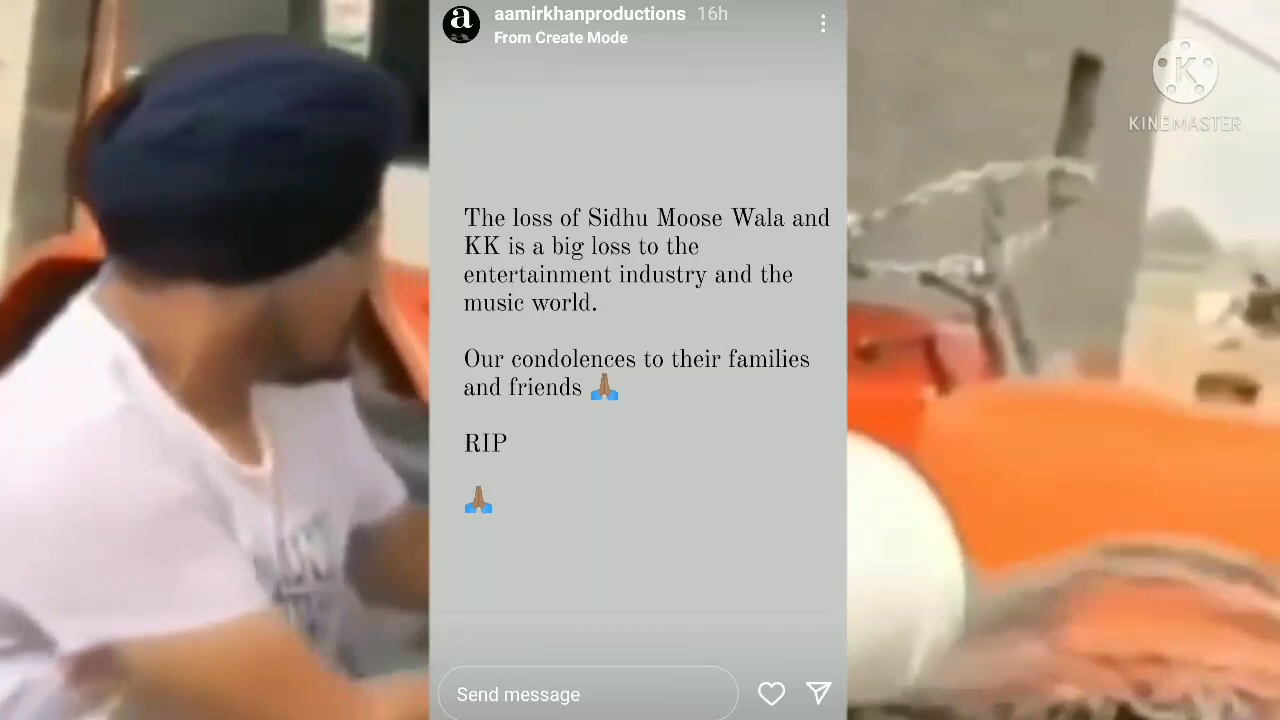 a aamirkhanproductions 16h
From Create Mode
K
KINEMASTER
The loss of Sidhu Moose Wala and
KK is a big loss to the
entertainment industry and the
music world.
Our condolences to their families
and friends 🙏🏽
RIP
🙏🏽
Send message